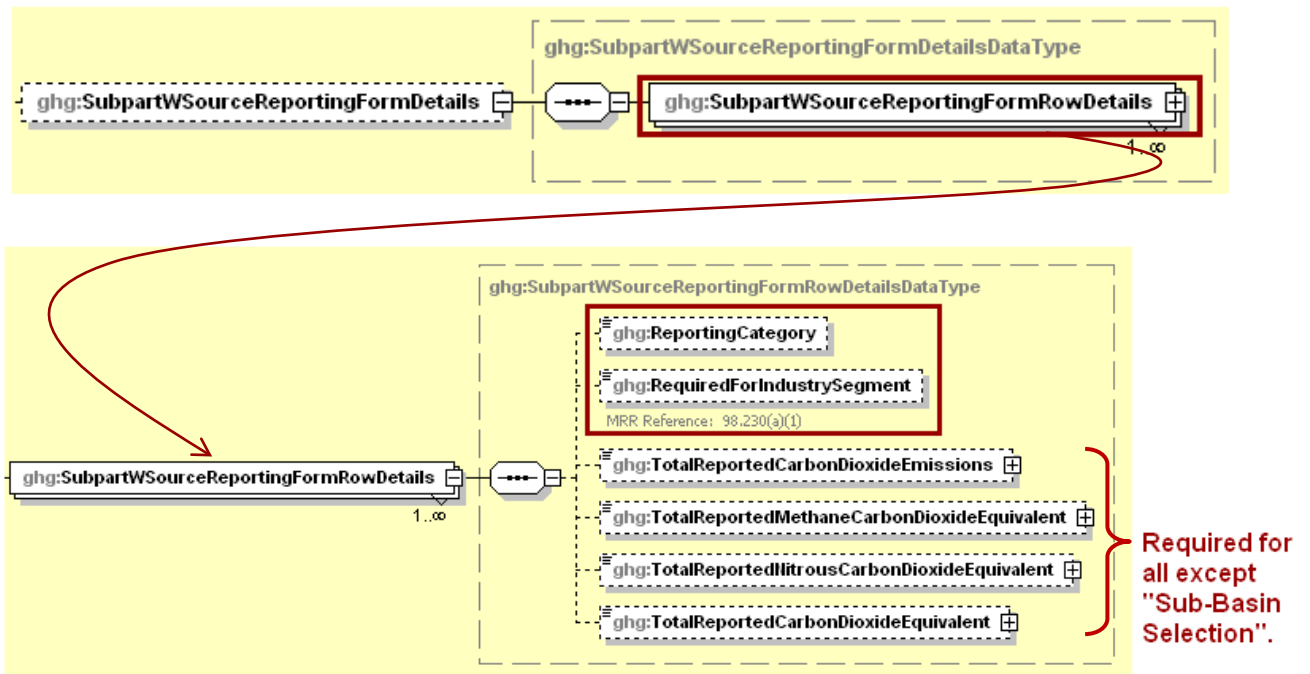 ghg:SubpartWSourceReportingFormDetailsDataType
ghg:SubpartWSourceReportingFormDetails
ghg:SubpartWSourceReportingFormRowDetails
1..∞
ghg:SubpartWSourceReportingFormRowDetailsDataType
ghg:ReportingCategory
ghg:RequiredForIndustrySegment
MRR Reference: 98.230(a)(1)
ghg:SubpartWSourceReportingFormRowDetails
1..∞
ghg:TotalReportedCarbonDioxideEmissions
ghg:TotalReportedMethaneCarbonDioxideEquivalent
ghg:TotalReportedNitrousCarbonDioxideEquivalent
ghg:TotalReportedCarbonDioxideEquivalent
Required for
all except
"Sub-Basin
Selection".